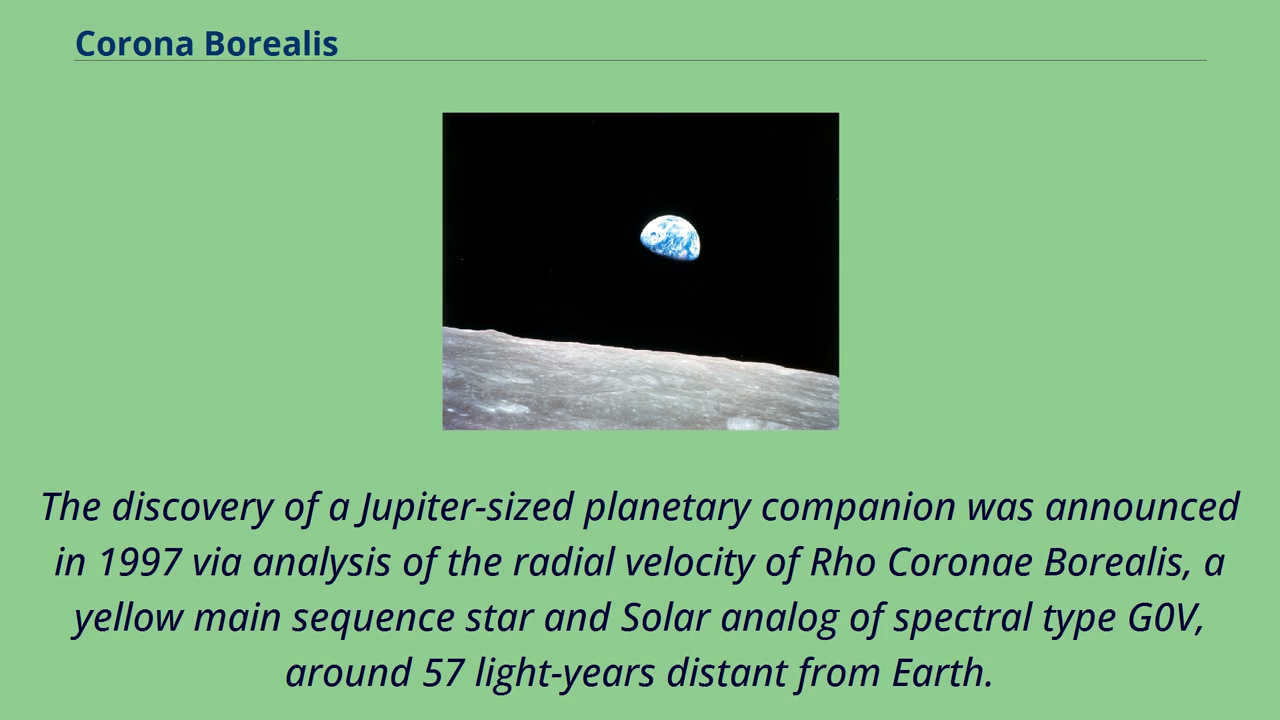 Corona Borealis
The discovery of a Jupiter-sized planetary companion was announced
in 1997 via analysis of the radial velocity of Rho Coronae Borealis, a
yellow main sequence star and Solar analog of spectral type G0V,
around 57 light-years distant from Earth.